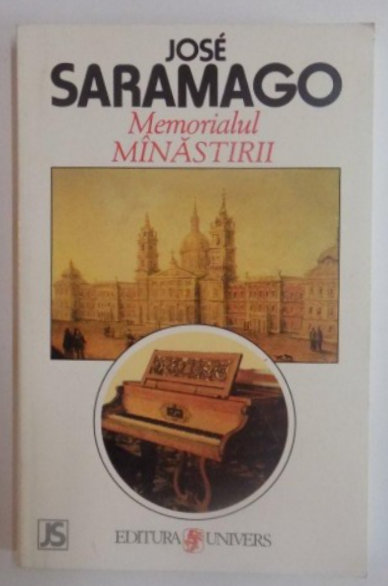 JOSÉ
SARAMAGO
Memorialul
MÎNĂSTIRII
JS
EDITURA UNIVERS